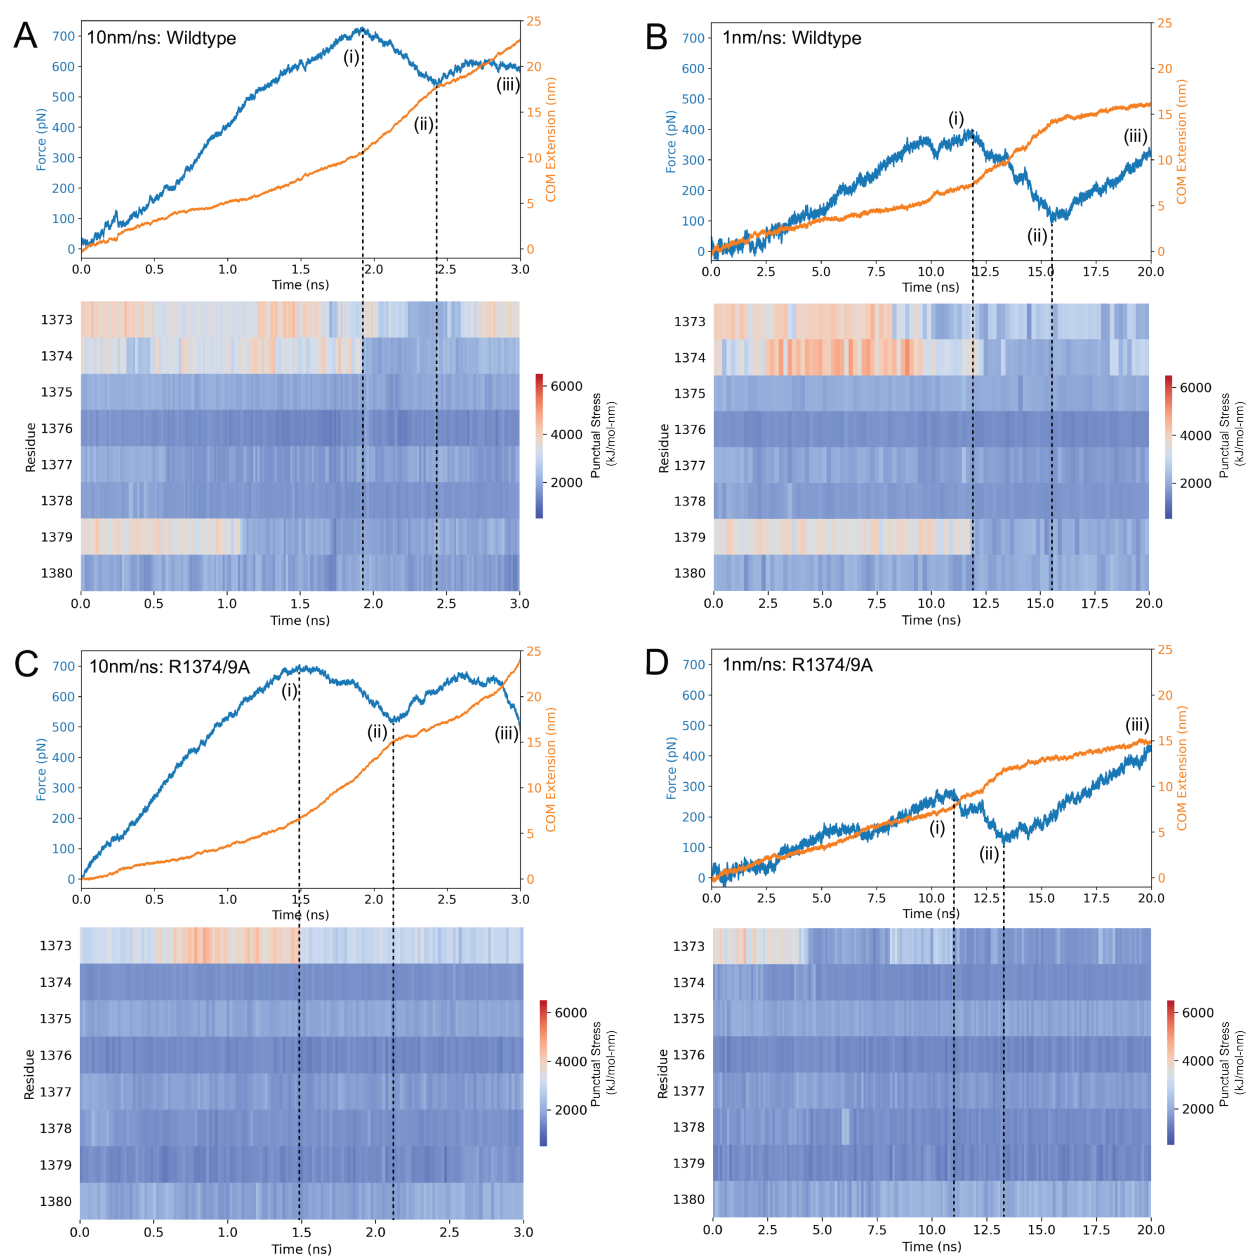 A
10nm/ns: Wildtype
700
600
500
400
300
200
100
0
Force (pN)
25
20
15
10
5
0
COM Extension (nm)
(i)
(ii)
(iii)
0.0 0.5 1.0 1.5 2.0 2.5 3.0
Time (ns)
1373
1374
1375
1376
1377
1378
1379
1380
Residue
0.0 0.5 1.0 1.5 2.0 2.5 3.0
Time (ns)
6000
4000
2000
Punctual Stress
(kJ/mol-nm)
B
1nm/ns: Wildtype
700
600
500
400
300
200
100
0
Force (pN)
25
20
15
10
5
0
COM Extension (nm)
(i)
(ii)
(iii)
0.0 2.5 5.0 7.5 10.0 12.5 15.0 17.5 20.0
Time (ns)
1373
1374
1375
1376
1377
1378
1379
1380
Residue
0.0 2.5 5.0 7.5 10.0 12.5 15.0 17.5 20.0
Time (ns)
6000
4000
2000
Punctual Stress
(kJ/mol-nm)
C
10nm/ns: R1374/9A
700
600
500
400
300
200
100
0
Force (pN)
25
20
15
10
5
0
COM Extension (nm)
(i)
(ii)
(iii)
0.0 0.5 1.0 1.5 2.0 2.5 3.0
Time (ns)
1373
1374
1375
1376
1377
1378
1379
1380
Residue
0.0 0.5 1.0 1.5 2.0 2.5 3.0
Time (ns)
6000
4000
2000
Punctual Stress
(kJ/mol-nm)
D
1nm/ns: R1374/9A
700
600
500
400
300
200
100
0
Force (pN)
25
20
15
10
5
0
COM Extension (nm)
(i)
(ii)
(iii)
0.0 2.5 5.0 7.5 10.0 12.5 15.0 17.5 20.0
Time (ns)
1373
1374
1375
1376
1377
1378
1379
1380
Residue
0.0 2.5 5.0 7.5 10.0 12.5 15.0 17.5 20.0
Time (ns)
6000
4000
2000
Punctual Stress
(kJ/mol-nm)